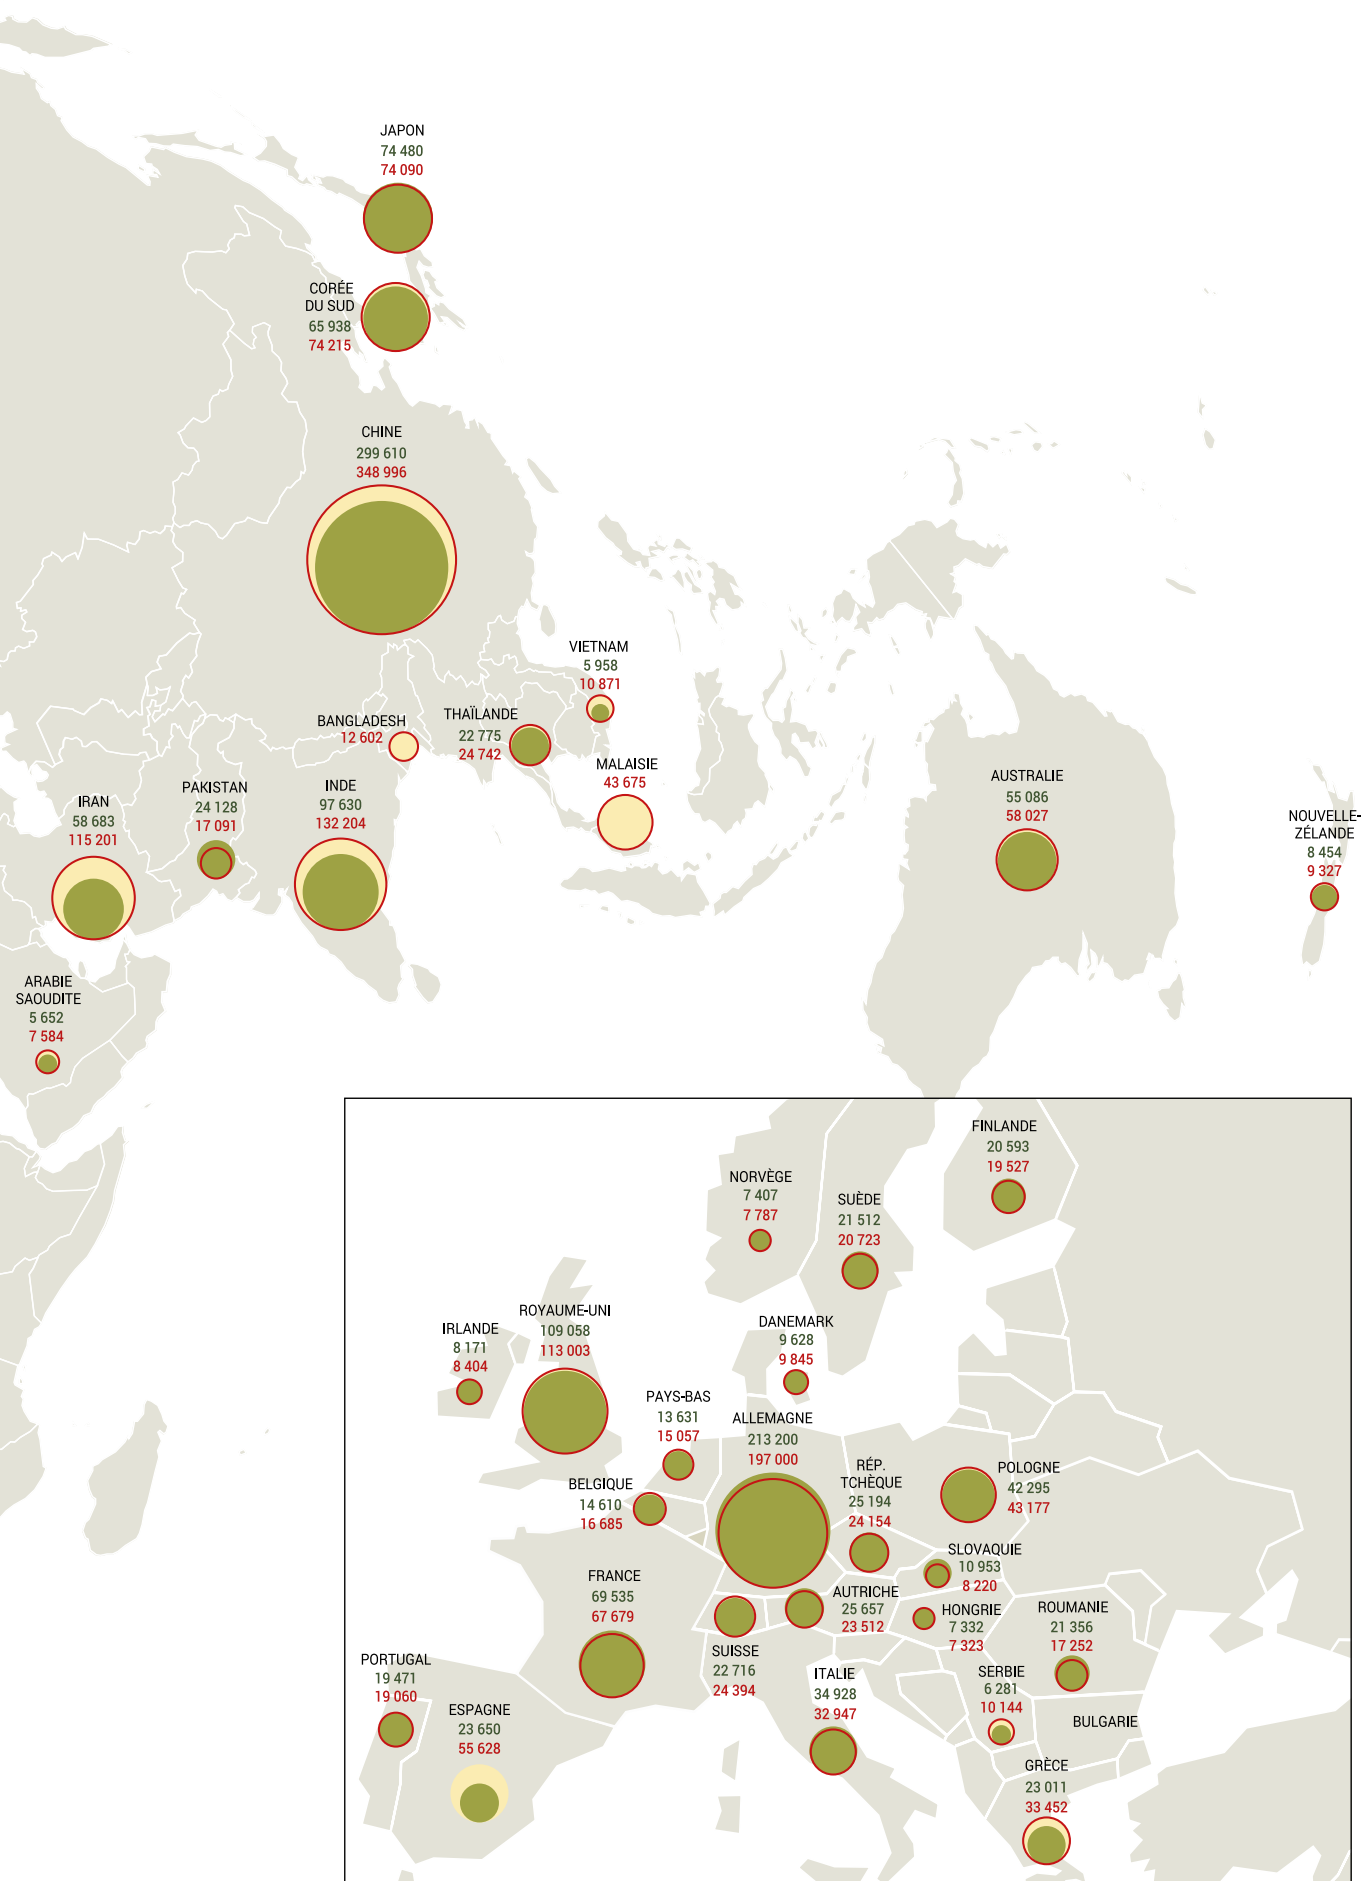 JAPON
74 480
74 090
CORÉE
DU SUD
65 938
74 215
CHINE
299 610
348 996
VIETNAM
5 958
10 871
BANGLADESH
12 602
THAÏLANDE
22 775
24 742
MALAISIE
43 675
IRAN
58 683
115 201
PAKISTAN
24 128
17 091
INDE
97 630
132 204
AUSTRALIE
55 086
58 027
NOUVELLE-
ZÉLANDE
8 454
9 327
ARABIE
SAOUDITE
5 652
7 584
FINLANDE
20 593
19 527
NORVÈGE
7 407
7 787
SUÈDE
21 512
20 723
ROYAUME-UNI
109 058
113 003
IRLANDE
8 171
8 404
DANEMARK
9 628
9 845
PAYS-BAS
13 631
15 057
ALLEMAGNE
213 200
197 000
RÉP.
TCHÈQUE
25 194
24 154
POLOGNE
42 295
43 177
BELGIQUE
14 610
16 685
SLOVAQUIE
10 953
8 220
FRANCE
69 535
67 679
AUTRICHE
25 657
23 512
HONGRIE
7 332
7 323
ROUMANIE
21 356
17 252
SUISSE
22 716
24 394
PORTUGAL
19 471
19 060
ITALIE
34 928
32 947
SERBIE
6 281
10 144
ESPAGNE
23 650
55 628
BULGARIE
GRÈCE
23 011
33 452